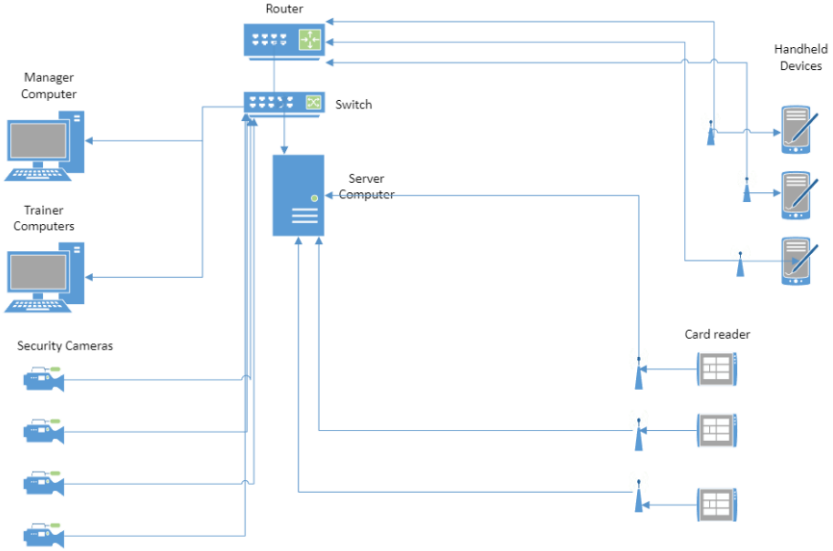 Router
Handheld
Devices
Manager
Computer
Switch
Server
Computer
Trainer
Computers
Security Cameras
Card reader